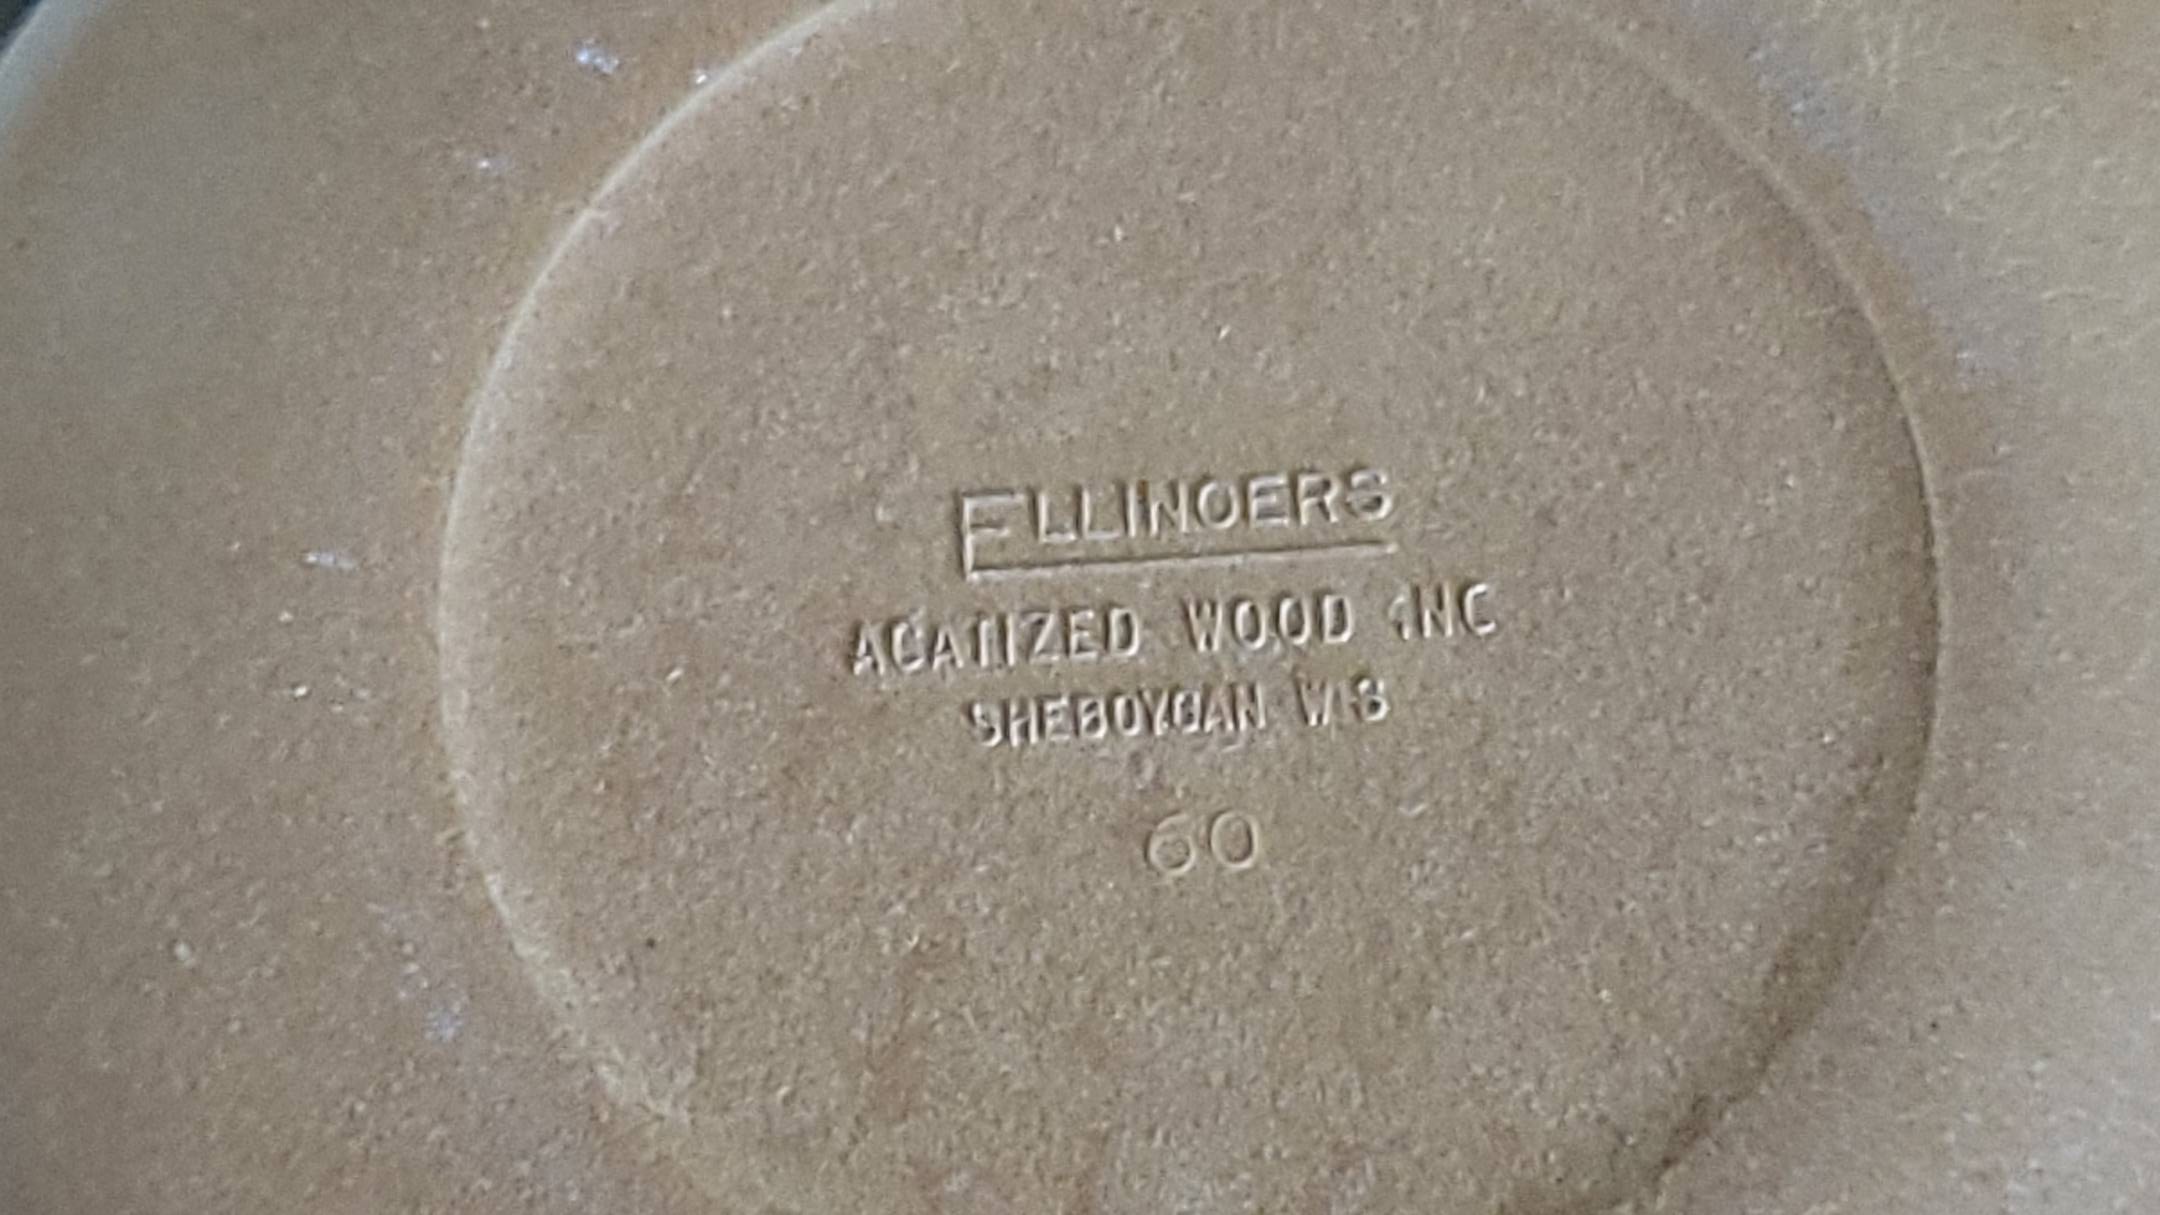 ELLINGERS
AGATIZED WOOD INC
SHEBOYGAN WIS
60